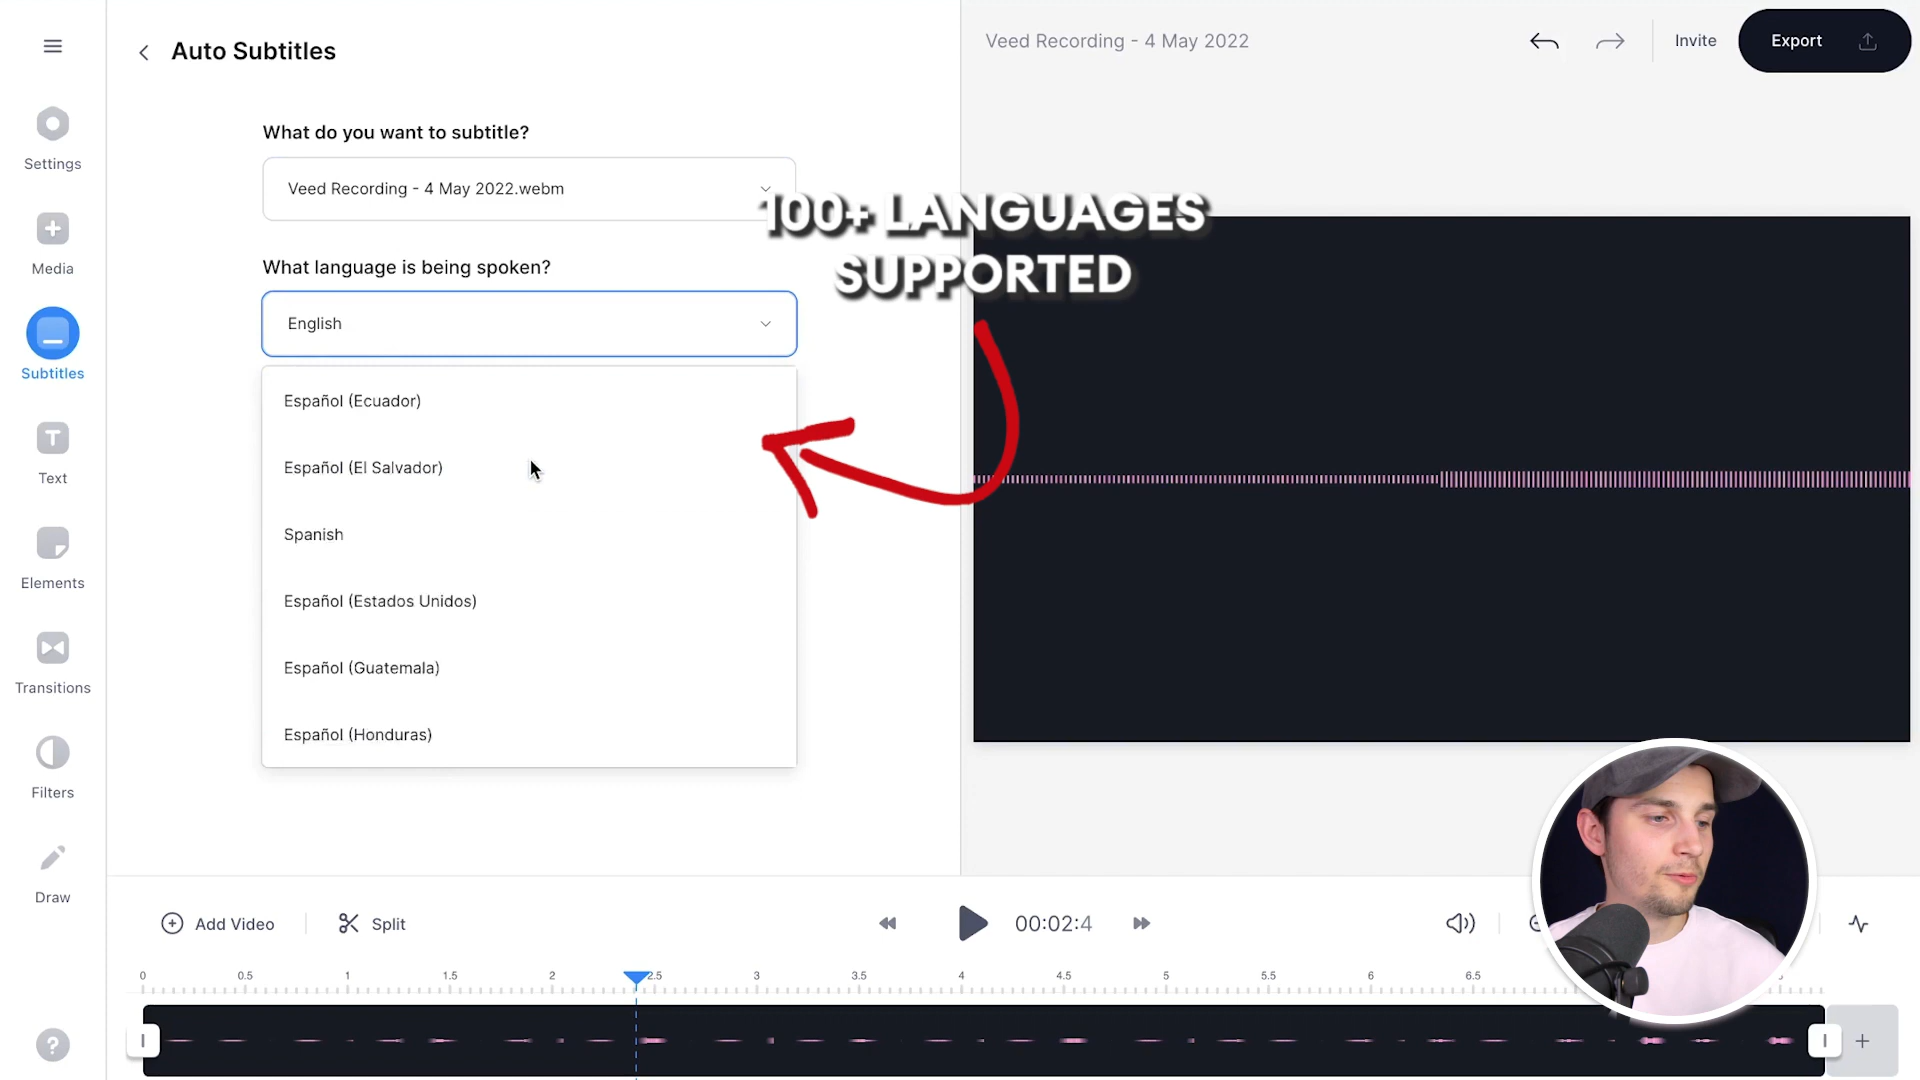 Auto Subtitles
Veed Recording - 4 May 2022
Invite
Export
Settings
Media
Subtitles
Text
Elements
Transitions
Filters
Draw
What do you want to subtitle?
Veed Recording - 4 May 2022.webm
100+ LANGUAGES
SUPPORTED
What language is being spoken?
English
Español (Ecuador)
Español (El Salvador)
Spanish
Español (Estados Unidos)
Español (Guatemala)
Español (Honduras)
Add Video
Split
00:02:4
0 0.5 1 1.5 2 2.5 3 3.5 4 4.5 5 5.5 6 6.5